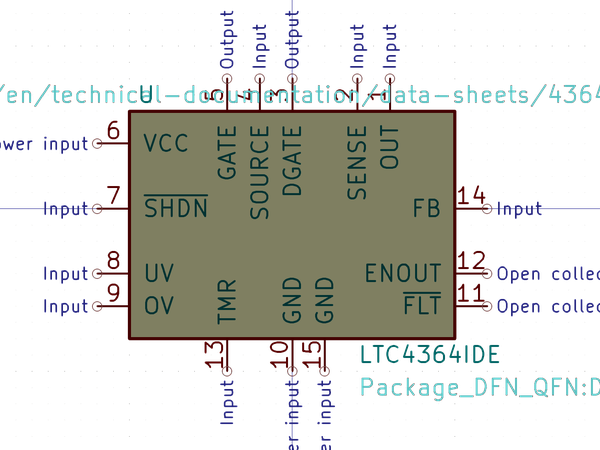 Output
Input
Output
Input
Input
/en/technical-documentation/data-sheets/4364
U
5
4
3
2
1
GATE
SOURCE
DGATE
SENSE
OUT
ower input
6
VCC
Input
7
SHDN
FB
14
Input
Input
8
UV
ENOUT
12
Open collec
Input
9
OV
FLT
11
Open collec
TMR
GND
GND
13
10
15
LTC4364IDE
Package_DFN_QFN:D
Input
er input
er input